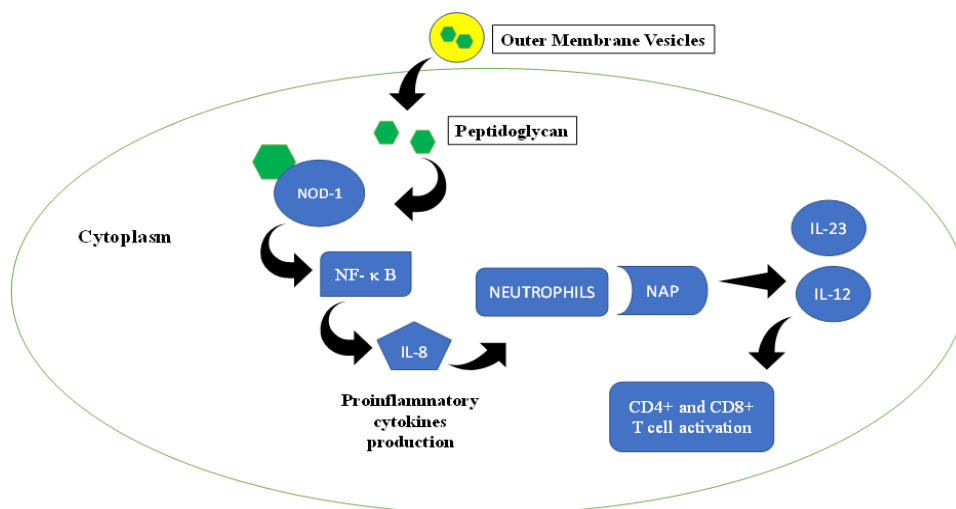 Outer Membrane Vesicles
Peptidoglycan
NOD-1
Cytoplasm
NF- κ B
IL-8
Proinflammatory
cytokines
production
NEUTROPHILS
NAP
IL-23
IL-12
CD4+ and CD8+
T cell activation